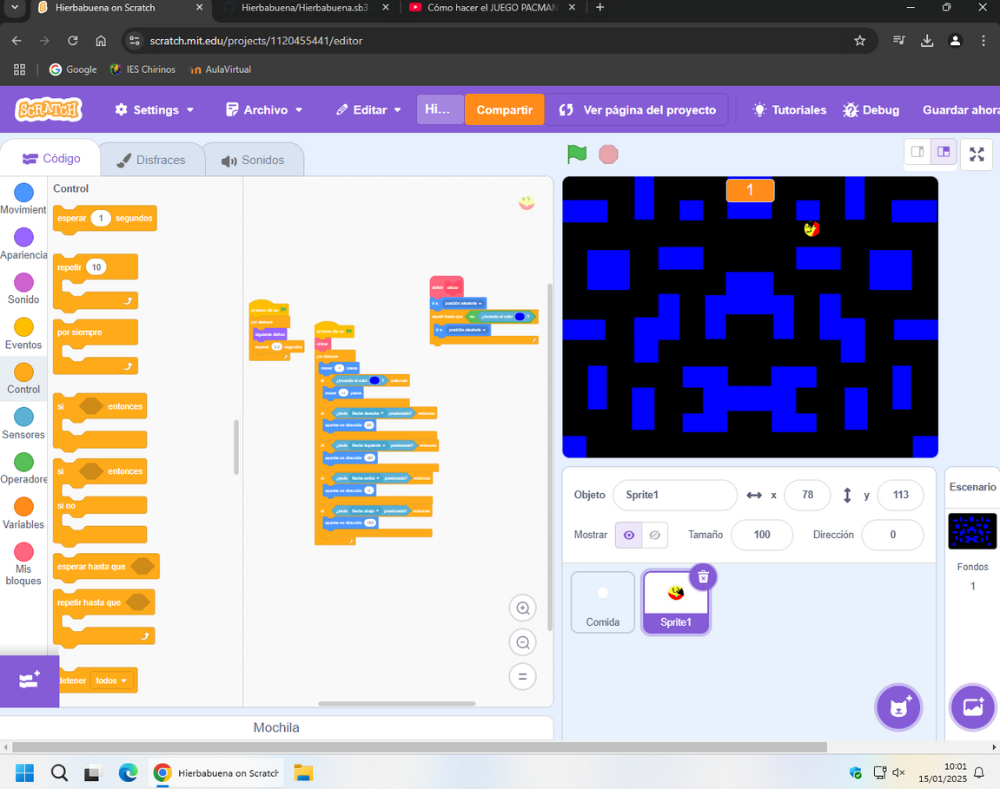 Hierbabuena on Scratch
Hierbabuena/Hierbabuena.sb3
Cómo hacer el JUEGO PACMAN
scratch.mit.edu/projects/1120455441/editor
Google
IES Chirinos
AulaVirtual
SCRATCH
Settings
Archivo
Editar
Hi...
Compartir
Ver página del proyecto
Tutoriales
Debug
Guardar ahora
Código
Disfraces
Sonidos
Movimient
Apariencia
Sonido
Eventos
Control
Sensores
Operadore
Variables
Mis
bloques
Control
esperar 1 segundos
repetir 10
por siempre
si entonces
si entonces
si no
esperar hasta que
repetir hasta que
detener todos
al hacer clic en
por siempre
siguiente disfraz
esperar 0.2 segundos
al hacer clic en
ubicar
por siempre
mover 4 pasos
si ¿tocando el color ? entonces
mover -4 pasos
si ¿tecla flecha derecha presionada? entonces
apuntar en dirección 90
si ¿tecla flecha izquierda presionada? entonces
apuntar en dirección -90
si ¿tecla flecha arriba presionada? entonces
apuntar en dirección 0
si ¿tecla flecha abajo presionada? entonces
apuntar en dirección 180
definir ubicar
ir a posición aleatoria
repetir hasta que no ¿tocando el color ?
ir a posición aleatoria
Mochila
1
Objeto
Sprite1
x 78
y 113
Mostrar
Tamaño 100
Dirección 0
Comida
Sprite1
Escenario
Fondos
1
Hierbabuena on Scratch
10:01
15/01/2025